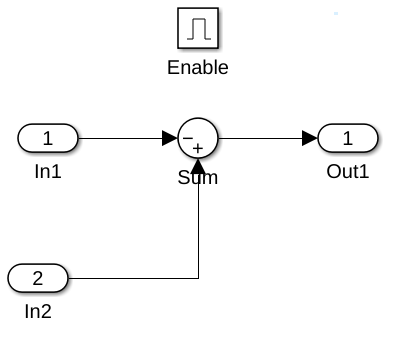 Enable
1
In1
−
+
Sum
1
Out1
2
In2